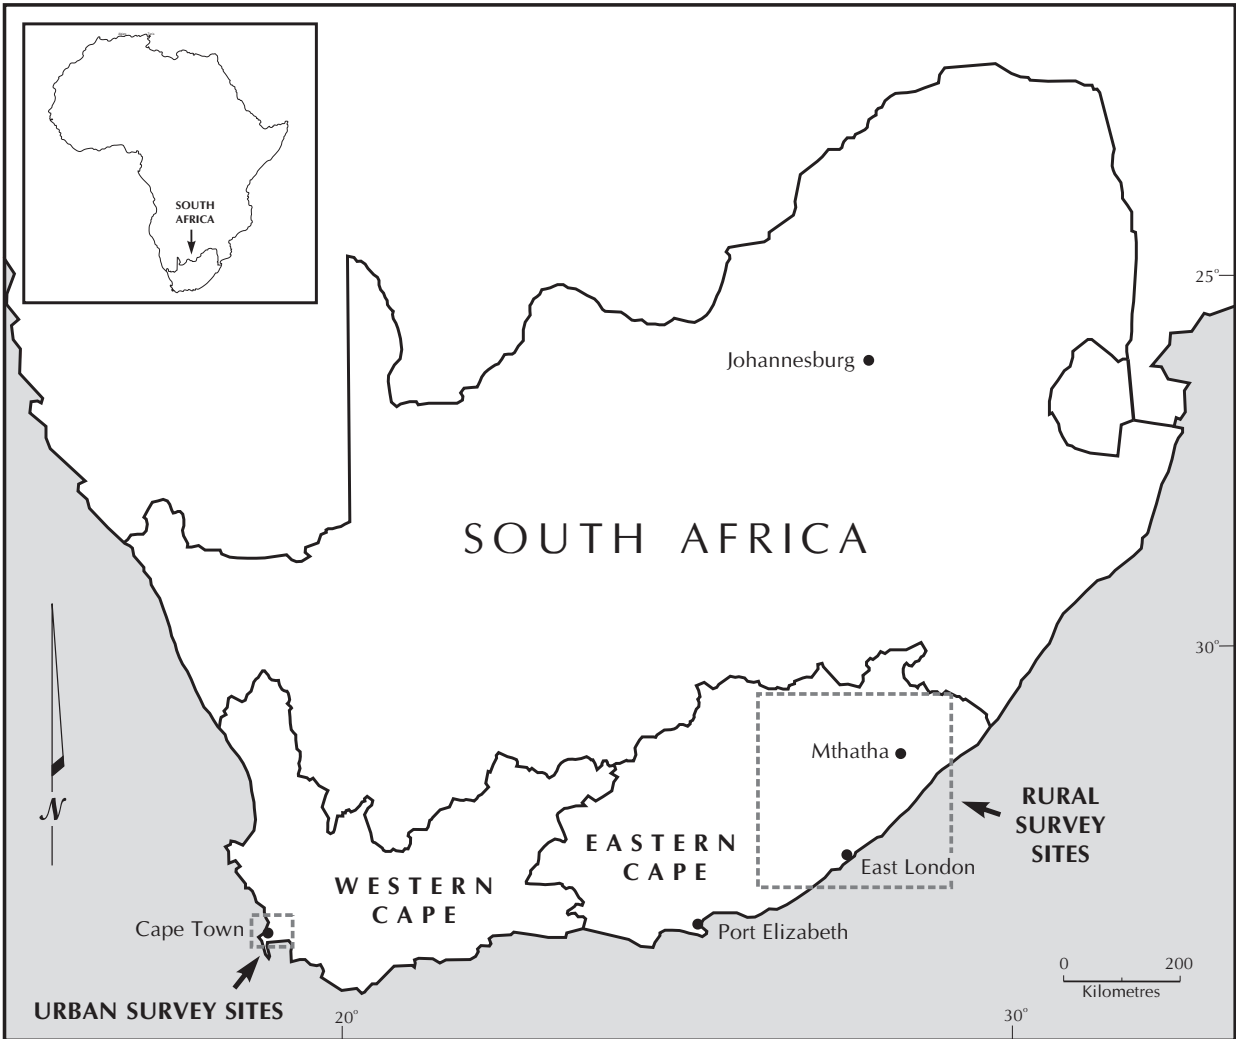 SOUTH
AFRICA
25°
Johannesburg
SOUTH AFRICA
30°
Mthatha
N
RURAL
SURVEY
SITES
EASTERN
CAPE
East London
WESTERN
CAPE
Cape Town
Port Elizabeth
0 200
Kilometres
URBAN SURVEY SITES
20°
30°